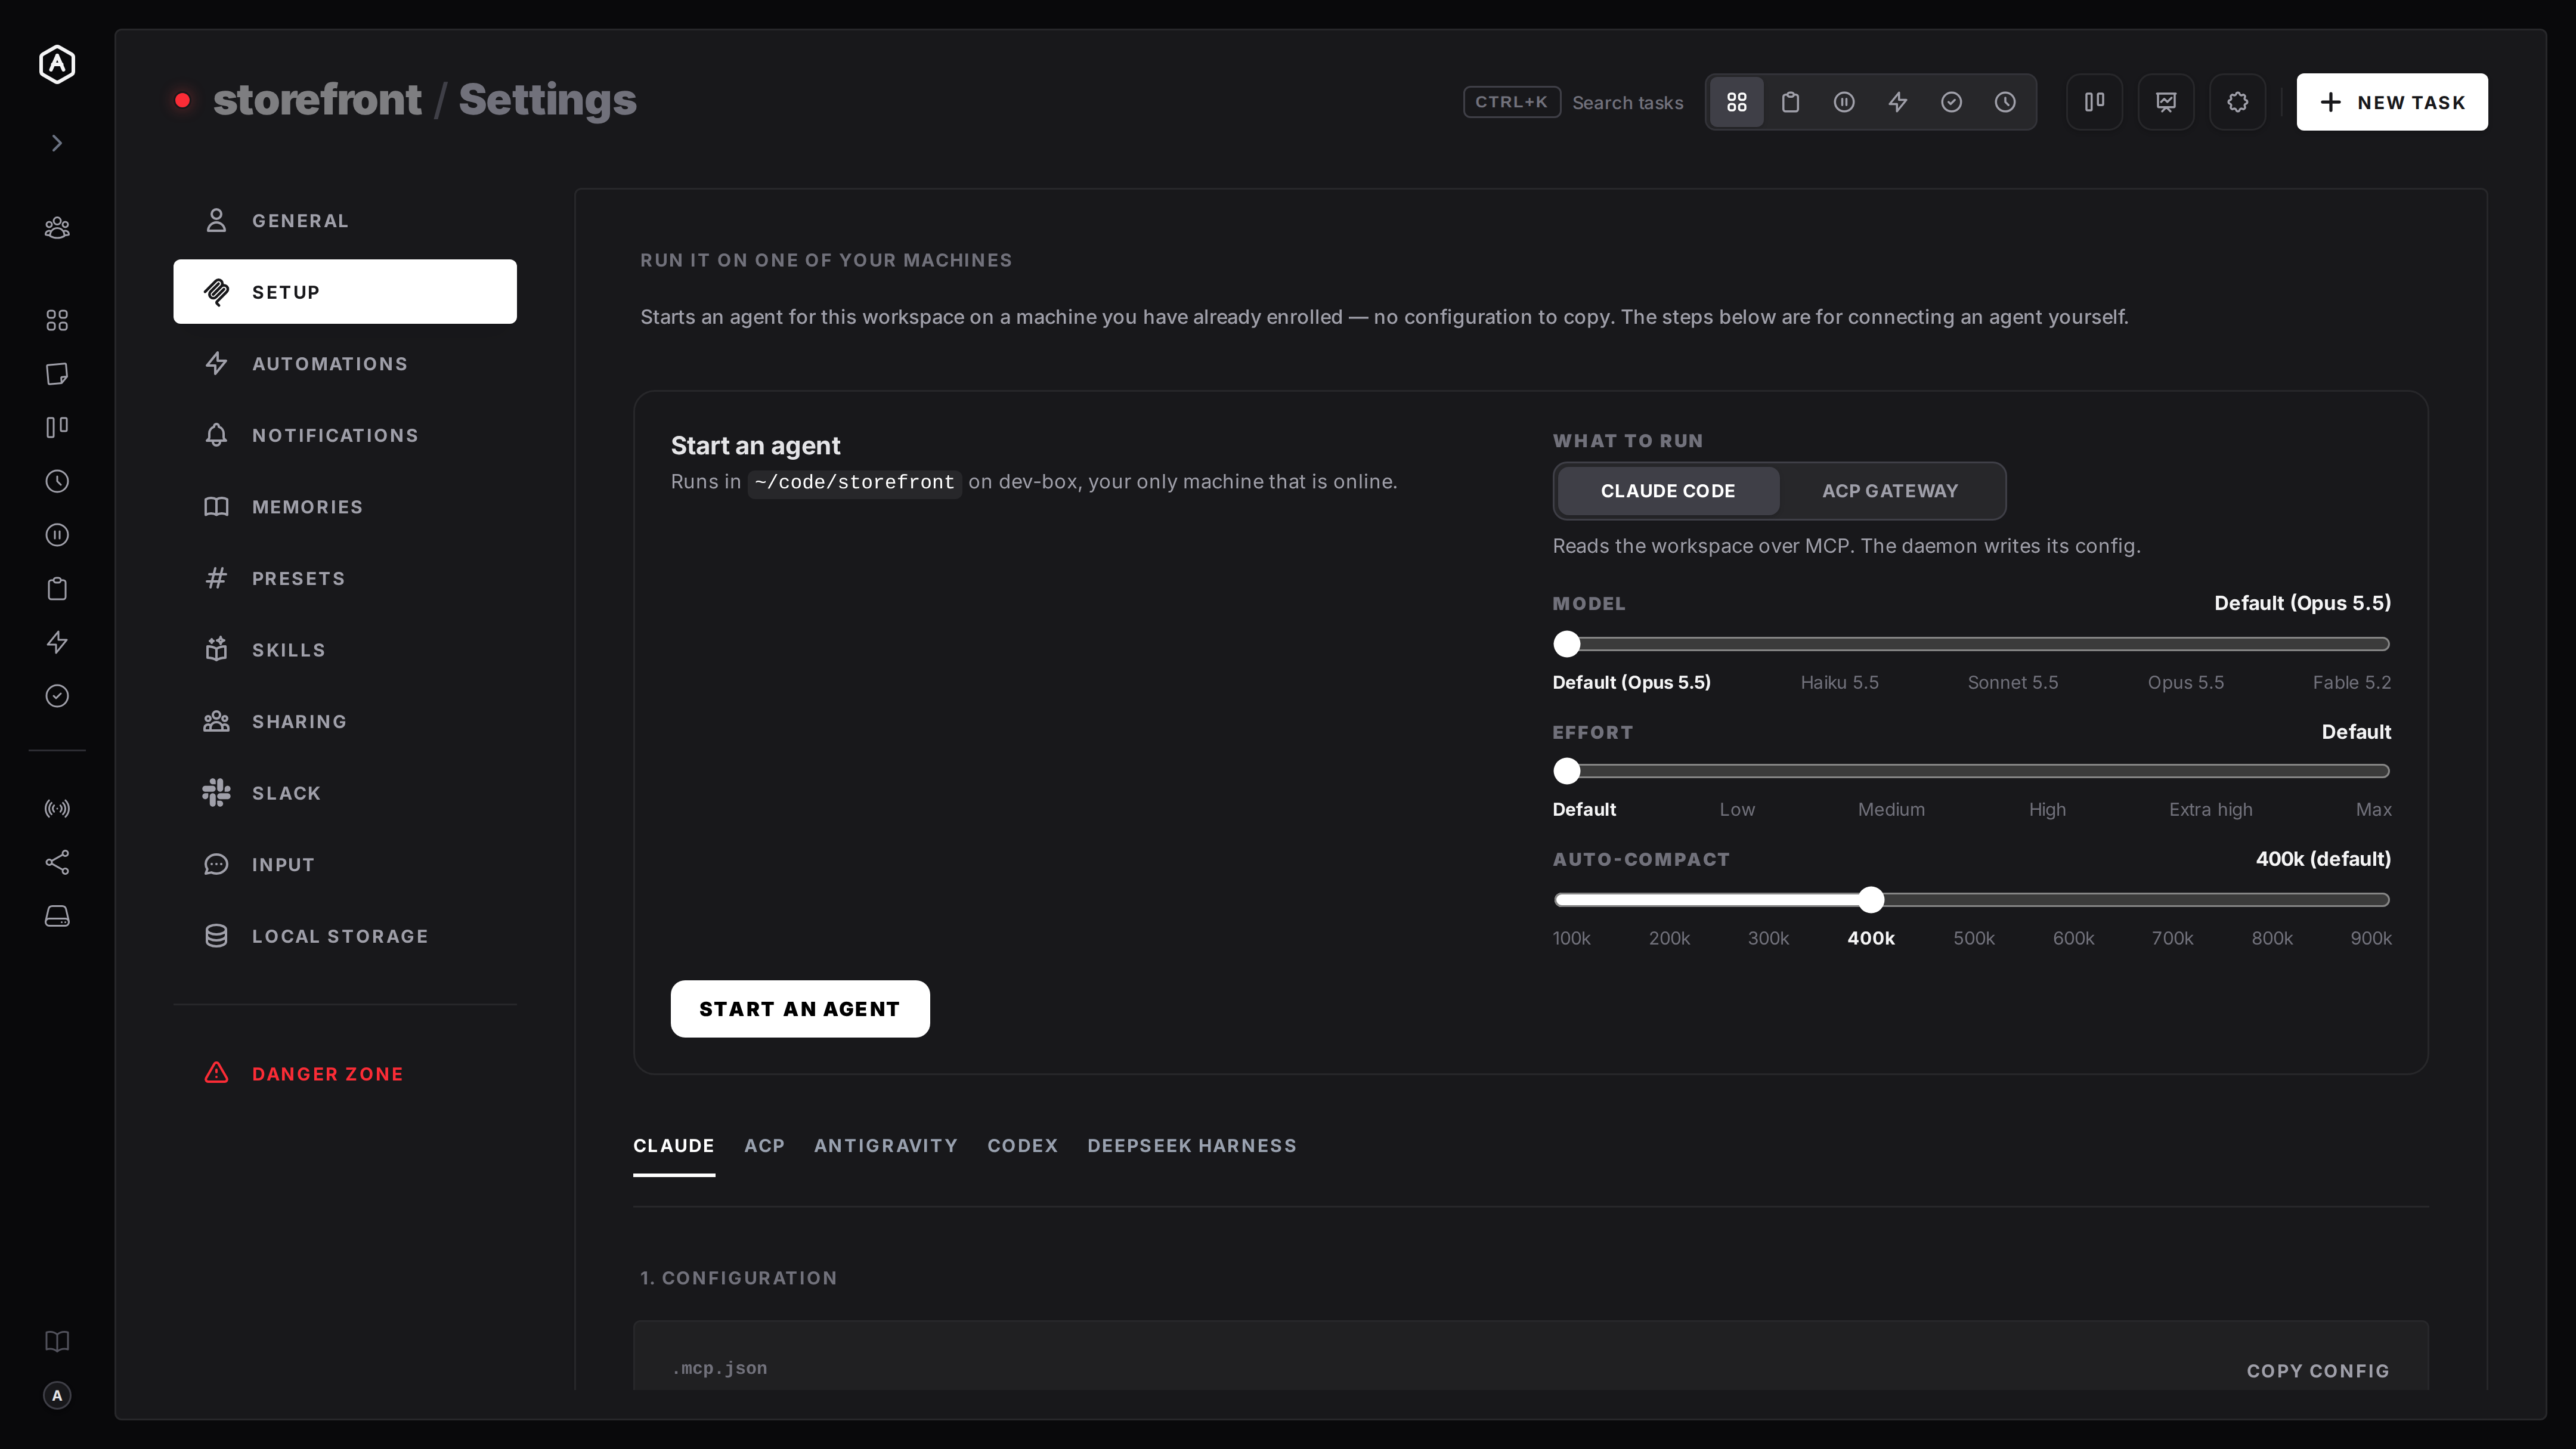 A
storefront / Settings
CTRL+K Search tasks
NEW TASK
GENERAL
SETUP
AUTOMATIONS
NOTIFICATIONS
MEMORIES
PRESETS
SKILLS
SHARING
SLACK
INPUT
LOCAL STORAGE
DANGER ZONE
RUN IT ON ONE OF YOUR MACHINES
Starts an agent for this workspace on a machine you have already enrolled — no configuration to copy. The steps below are for connecting an agent yourself.
Start an agent
Runs in ~/code/storefront on dev-box, your only machine that is online.
START AN AGENT
WHAT TO RUN
CLAUDE CODE ACP GATEWAY
Reads the workspace over MCP. The daemon writes its config.
MODEL Default (Opus 5.5)
Default (Opus 5.5) Haiku 5.5 Sonnet 5.5 Opus 5.5 Fable 5.2
EFFORT Default
Default Low Medium High Extra high Max
AUTO-COMPACT 400k (default)
100k 200k 300k 400k 500k 600k 700k 800k 900k
CLAUDE ACP ANTIGRAVITY CODEX DEEPSEEK HARNESS
1. CONFIGURATION
.mcp.json COPY CONFIG
A